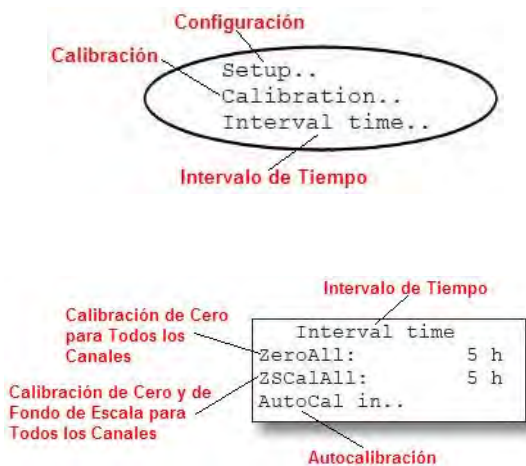 Configuración
Calibración
Setup..
Calibration..
Interval time..
Intervalo de Tiempo
Intervalo de Tiempo
Calibración de Cero
para Todos los
Canales
Interval time
ZeroAll: 5 h
ZSCalAll: 5 h
AutoCal in..
Calibración de Cero y de
Fondo de Escala para
Todos los Canales
Autocalibración